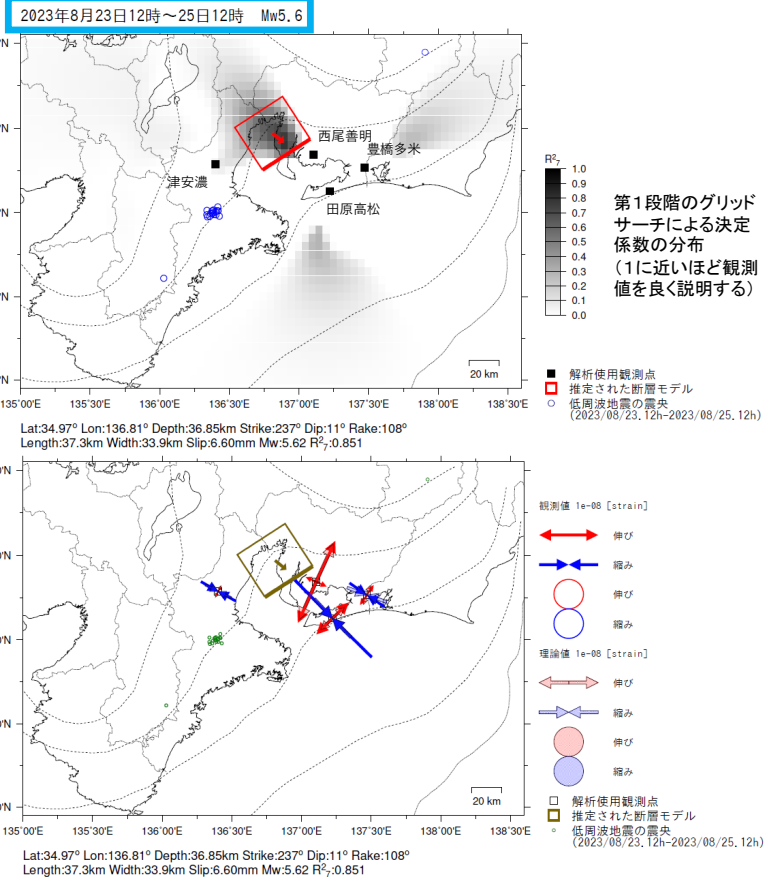 2023年8月23日12時～25日12時　Mw5.6
N
N
N
N
N
西尾善明
豊橋多米
津安濃
田原高松
20 km
R²₇
1.0
0.9
0.8
0.7
0.6
0.5
0.4
0.3
0.2
0.1
0.0
第１段階のグリッド
サーチによる決定
係数の分布
（１に近いほど観測
値を良く説明する）
解析使用観測点
推定された断層モデル
低周波地震の震央
(2023/08/23.12h-2023/08/25.12h)
135°00'E 135°30'E 136°00'E 136°30'E 137°00'E 137°30'E 138°00'E 138°30'E
Lat:34.97° Lon:136.81° Depth:36.85km Strike:237° Dip:11° Rake:108°
Length:37.3km Width:33.9km Slip:6.60mm Mw:5.62 R²₇:0.851
0°N
N
0°N
0°N
0°N
20 km
観測値 1e-08 [strain]
伸び
縮み
伸び
縮み
理論値 1e-08 [strain]
伸び
縮み
伸び
縮み
解析使用観測点
推定された断層モデル
低周波地震の震央
(2023/08/23.12h-2023/08/25.12h)
135°00'E 135°30'E 136°00'E 136°30'E 137°00'E 137°30'E 138°00'E 138°30'E
Lat:34.97° Lon:136.81° Depth:36.85km Strike:237° Dip:11° Rake:108°
Length:37.3km Width:33.9km Slip:6.60mm Mw:5.62 R²₇:0.851